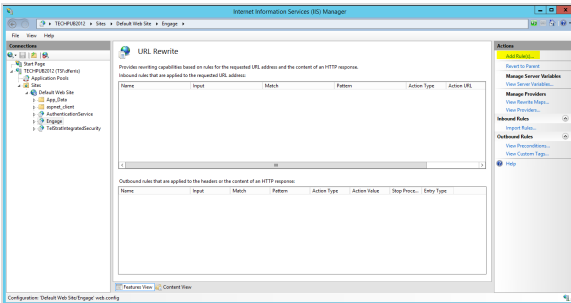 Internet Information Services (IIS) Manager
TECHPUB2012 ▸ Sites ▸ Default Web Site ▸ Engage ▸
File View Help
Connections
Start Page
TECHPUB2012 (TSI\dferris)
Application Pools
Sites
Default Web Site
App_Data
aspnet_client
AuthenticationService
Engage
TelStratIntegratedSecurity
URL Rewrite
Provides rewriting capabilities based on rules for the requested URL address and the content of an HTTP response.
Inbound rules that are applied to the requested URL address:
Name Input Match Pattern Action Type Action URL
Outbound rules that are applied to the headers or the content of an HTTP response:
Name Input Match Pattern Action Type Action Value Stop Proce... Entry Type
Features View Content View
Actions
Add Rule(s)...
Revert to Parent
Manage Server Variables
View Server Variables...
Manage Providers
View Rewrite Maps...
View Providers...
Inbound Rules
Import Rules...
Outbound Rules
View Preconditions...
View Custom Tags...
Help
Configuration: 'Default Web Site/Engage' web.config